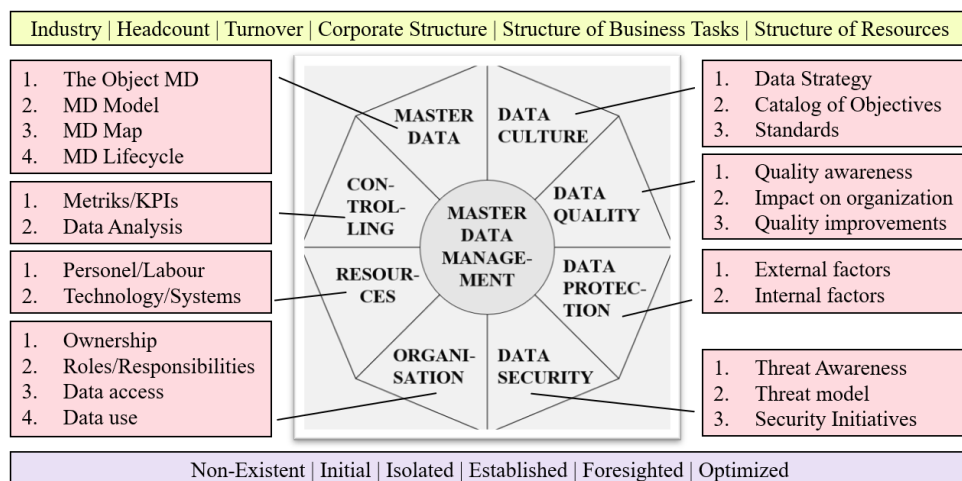 Industry | Headcount | Turnover | Corporate Structure | Structure of Business Tasks | Structure of Resources
1. The Object MD
2. MD Model
3. MD Map
4. MD Lifecycle
1. Metriks/KPIs
2. Data Analysis
1. Personel/Labour
2. Technology/Systems
1. Ownership
2. Roles/Responsibilities
3. Data access
4. Data use
MASTER
DATA
DATA
CULTURE
CON-
TROL-
LING
DATA
QUALITY
MASTER
DATA
MANAGE-
MENT
RESOUR-
CES
DATA
PROTEC-
TION
ORGANI-
SATION
DATA
SECURITY
1. Data Strategy
2. Catalog of Objectives
3. Standards
1. Quality awareness
2. Impact on organization
3. Quality improvements
1. External factors
2. Internal factors
1. Threat Awareness
2. Threat model
3. Security Initiatives
Non-Existent | Initial | Isolated | Established | Foresighted | Optimized